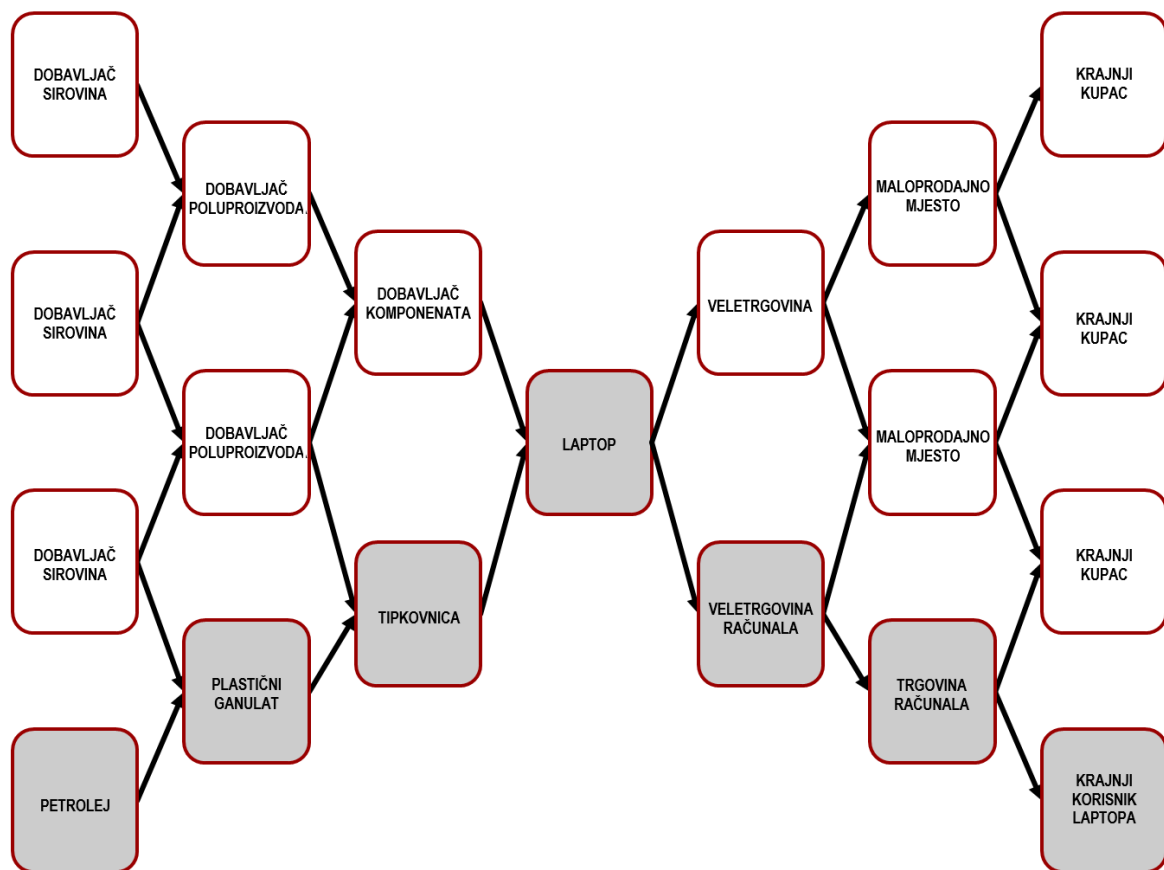 DOBAVLJAČ
SIROVINA
DOBAVLJAČ
SIROVINA
DOBAVLJAČ
SIROVINA
PETROLEJ
DOBAVLJAČ
POLUPROIZVODA.
DOBAVLJAČ
POLUPROIZVODA.
PLASTIČNI
GANULAT
DOBAVLJAČ
KOMPONENATA
TIPKOVNICA
LAPTOP
VELETRGOVINA
VELETRGOVINA
RAČUNALA
MALOPRODAJNO
MJESTO
MALOPRODAJNO
MJESTO
TRGOVINA
RAČUNALA
KRAJNJI
KUPAC
KRAJNJI
KUPAC
KRAJNJI
KUPAC
KRAJNJI
KORISNIK
LAPTOPA